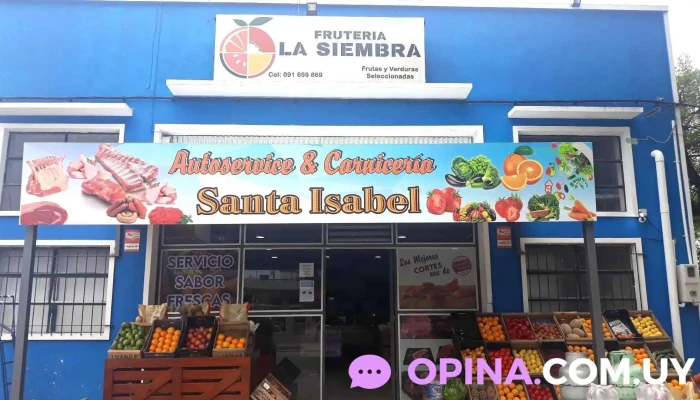 FRUTERIA
LA SIEMBRA
Frutas y Verduras
Cel: 091 659 869
Seleccionadas
Autoservice & Carnicería
Santa Isabel
SERVICIO
SABOR
FRESCAS
Los Mejores
CORTES
OPINA.COM.UY